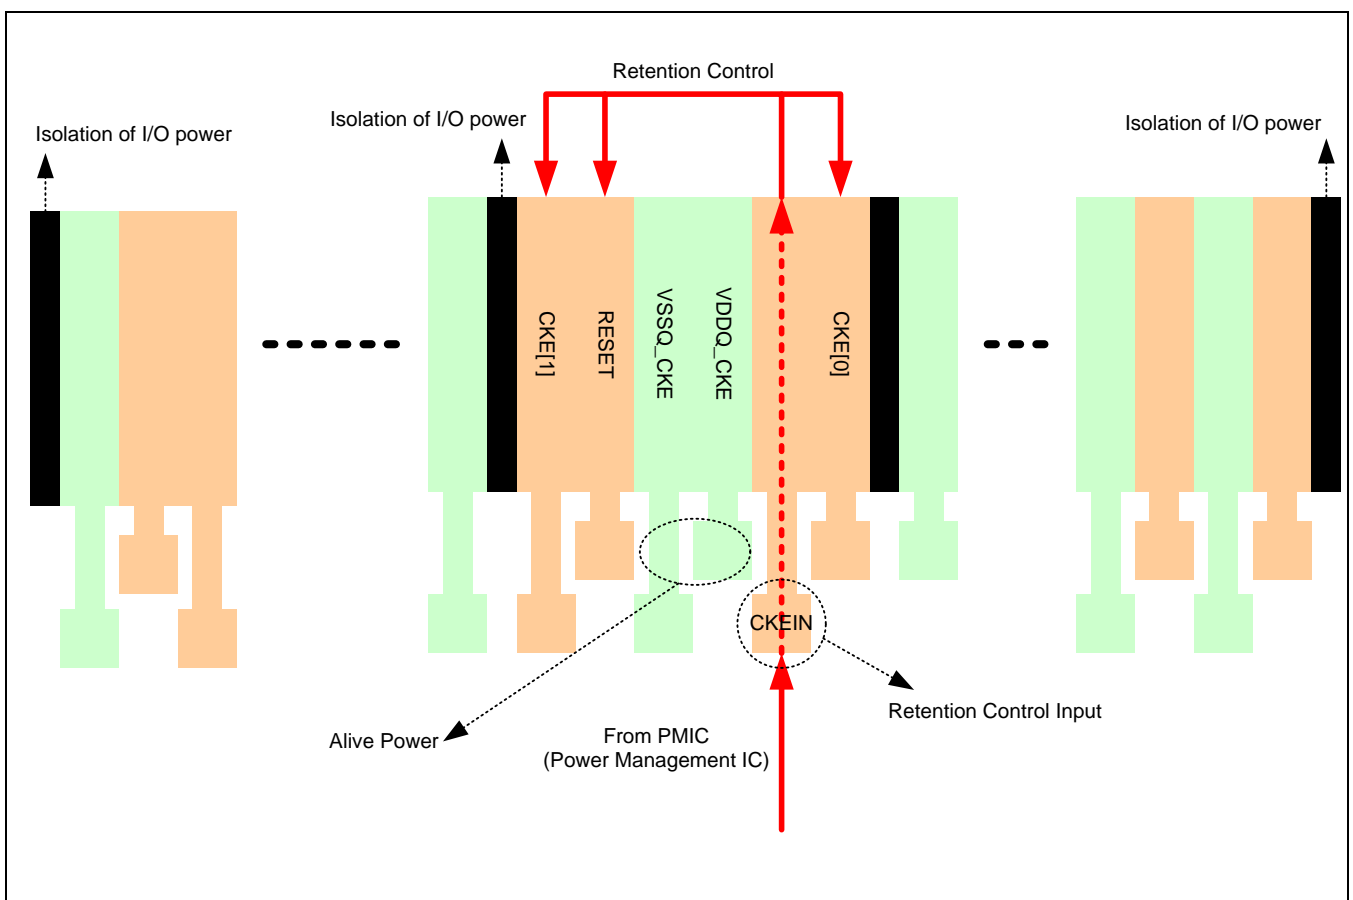 Retention Control
Isolation of I/O power
Isolation of I/O power
Isolation of I/O power
CKE[1]
RESET
VSSQ_CKE
VDDQ_CKE
CKE[0]
CKEIN
Retention Control Input
Alive Power
From PMIC
(Power Management IC)